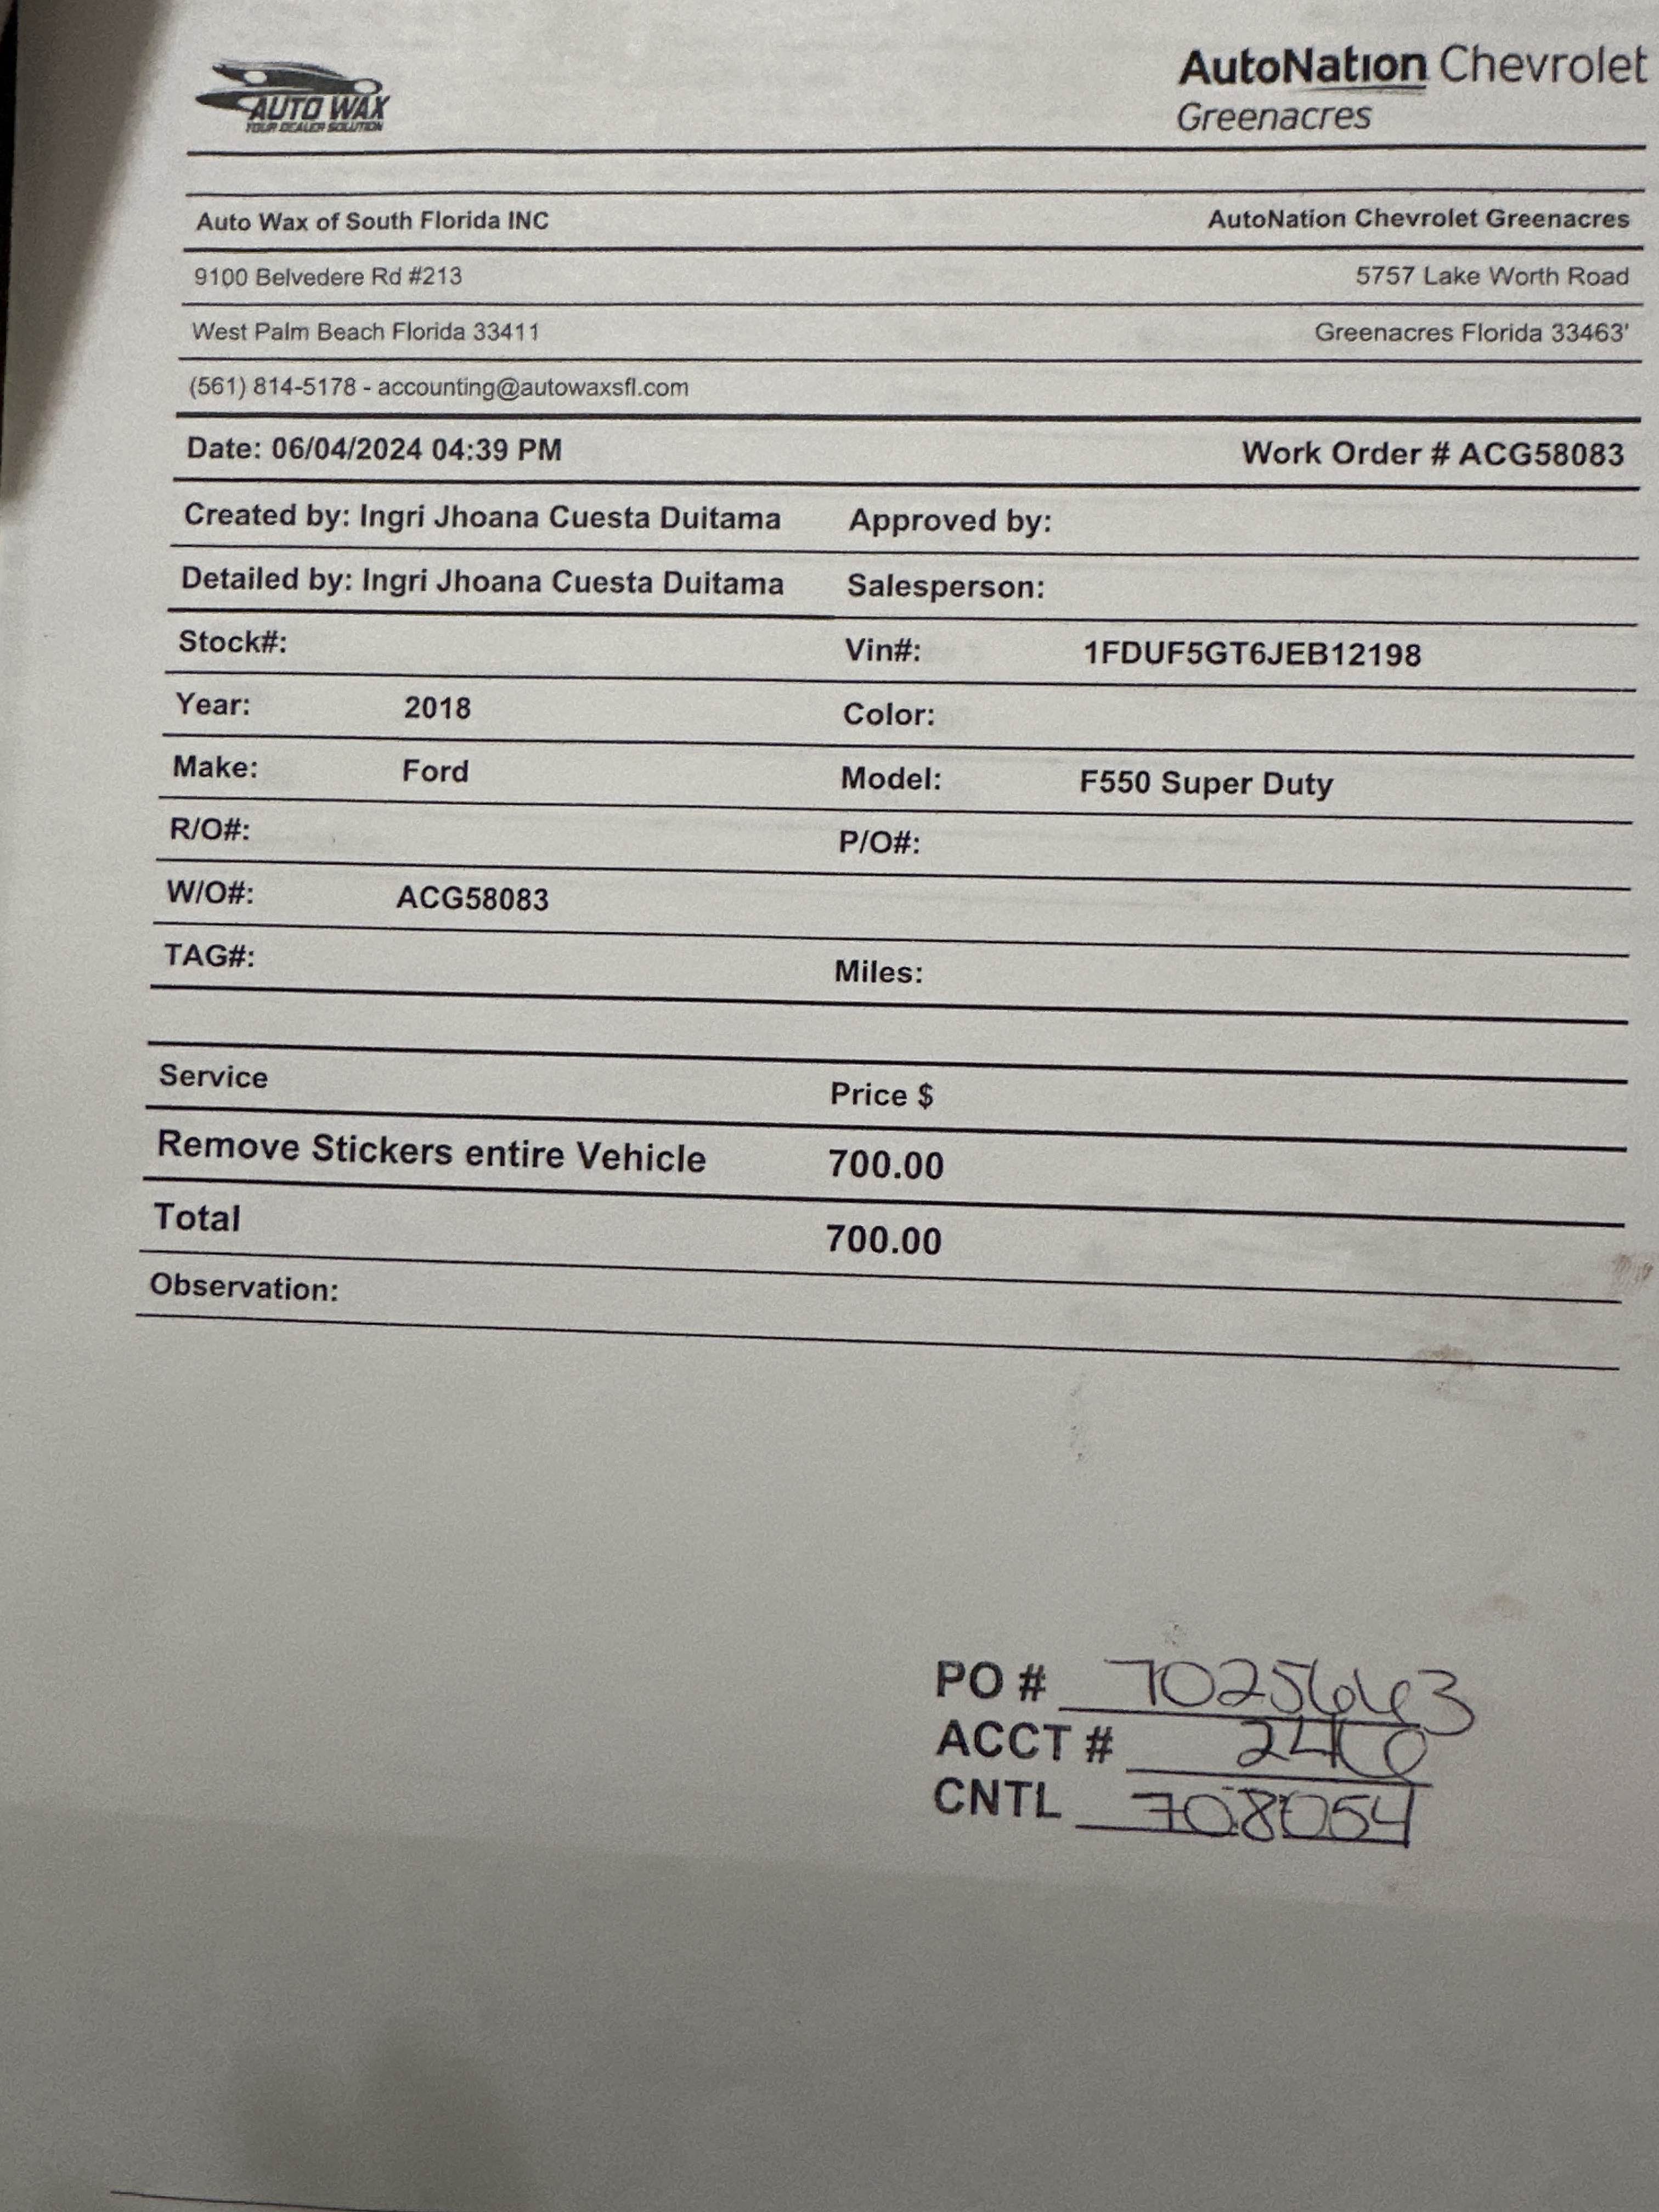 AUTO WAX
YOUR DEALER SOLUTION
AutoNation Chevrolet
Greenacres
Auto Wax of South Florida INC AutoNation Chevrolet Greenacres
9100 Belvedere Rd #213 5757 Lake Worth Road
West Palm Beach Florida 33411 Greenacres Florida 33463'
(561) 814-5178 - accounting@autowaxsfl.com
Date: 06/04/2024 04:39 PM Work Order # ACG58083
Created by: Ingri Jhoana Cuesta Duitama Approved by:
Detailed by: Ingri Jhoana Cuesta Duitama Salesperson:
Stock#: Vin#: 1FDUF5GT6JEB12198
Year: 2018 Color:
Make: Ford Model: F550 Super Duty
R/O#: P/O#:
W/O#: ACG58083
TAG#: Miles:
Service Price $
Remove Stickers entire Vehicle 700.00
Total 700.00
Observation:
PO #
ACCT #
CNTL 708054